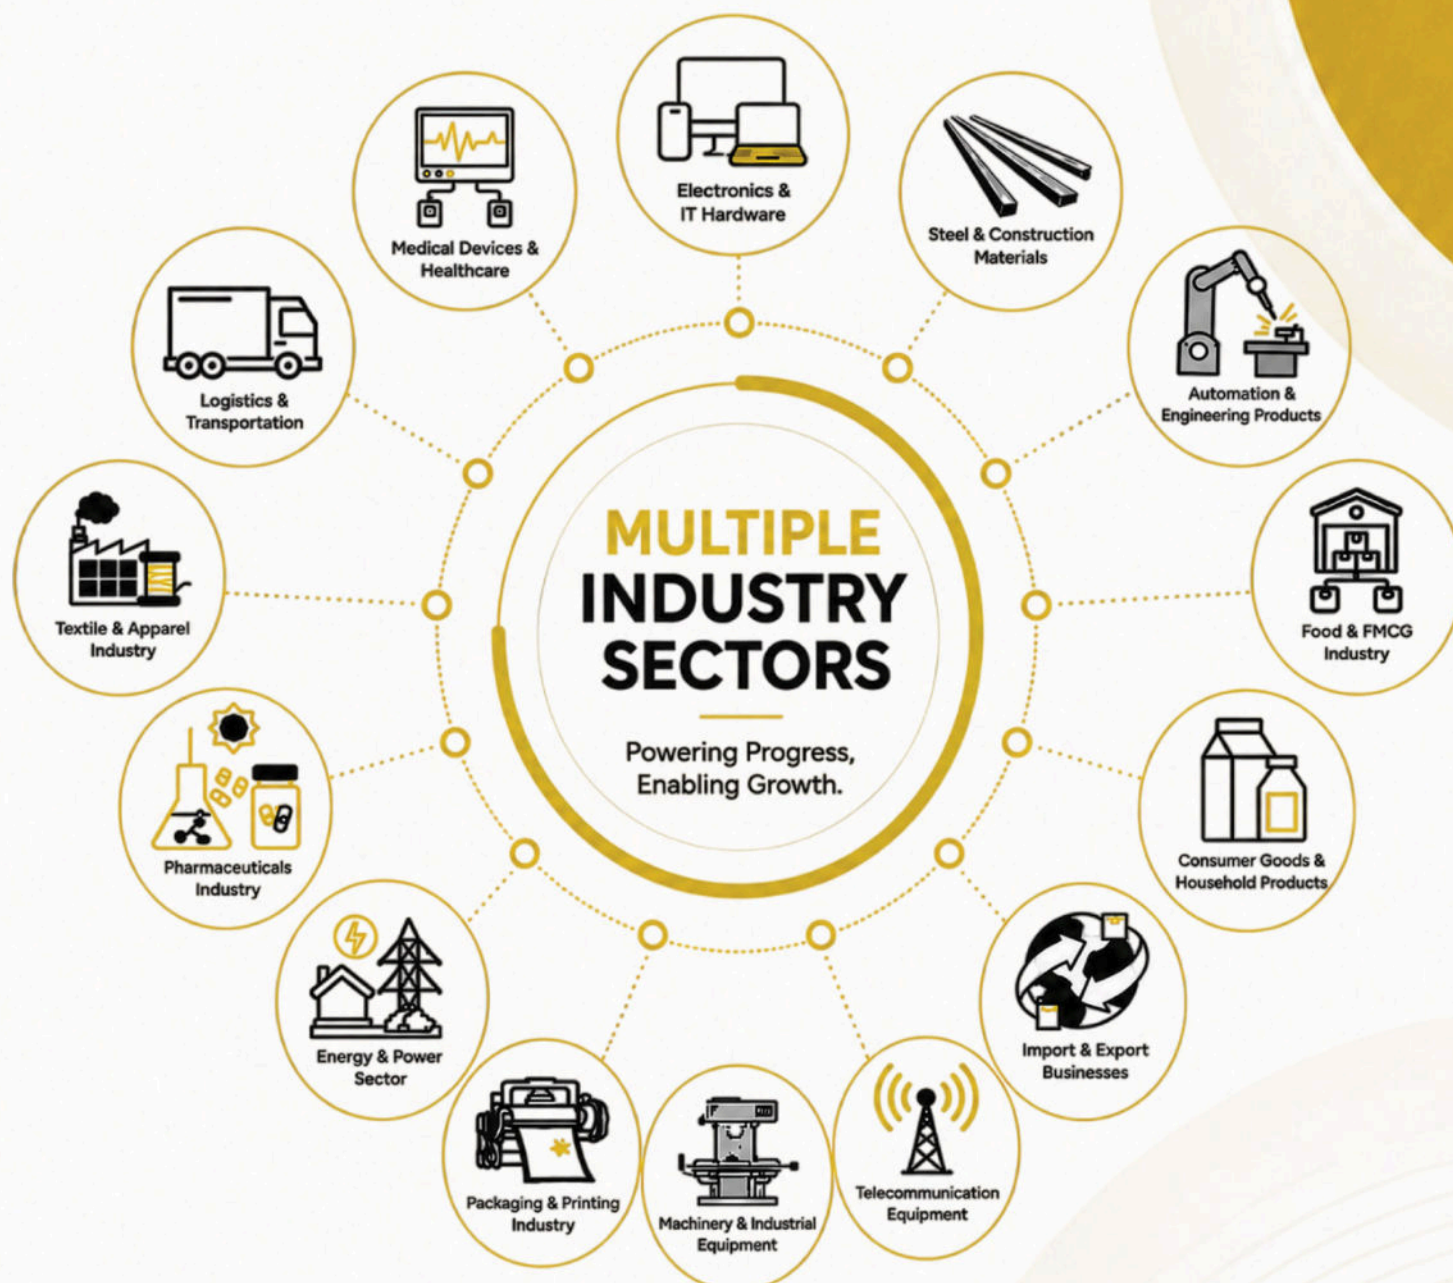 MULTIPLE
INDUSTRY
SECTORS
Powering Progress,
Enabling Growth.
Electronics &
IT Hardware
Steel & Construction
Materials
Automation &
Engineering Products
Food & FMCG
Industry
Consumer Goods &
Household Products
Import & Export
Businesses
Telecommunication
Equipment
Machinery & Industrial
Equipment
Packaging & Printing
Industry
Energy & Power
Sector
Pharmaceuticals
Industry
Textile & Apparel
Industry
Logistics &
Transportation
Medical Devices &
Healthcare